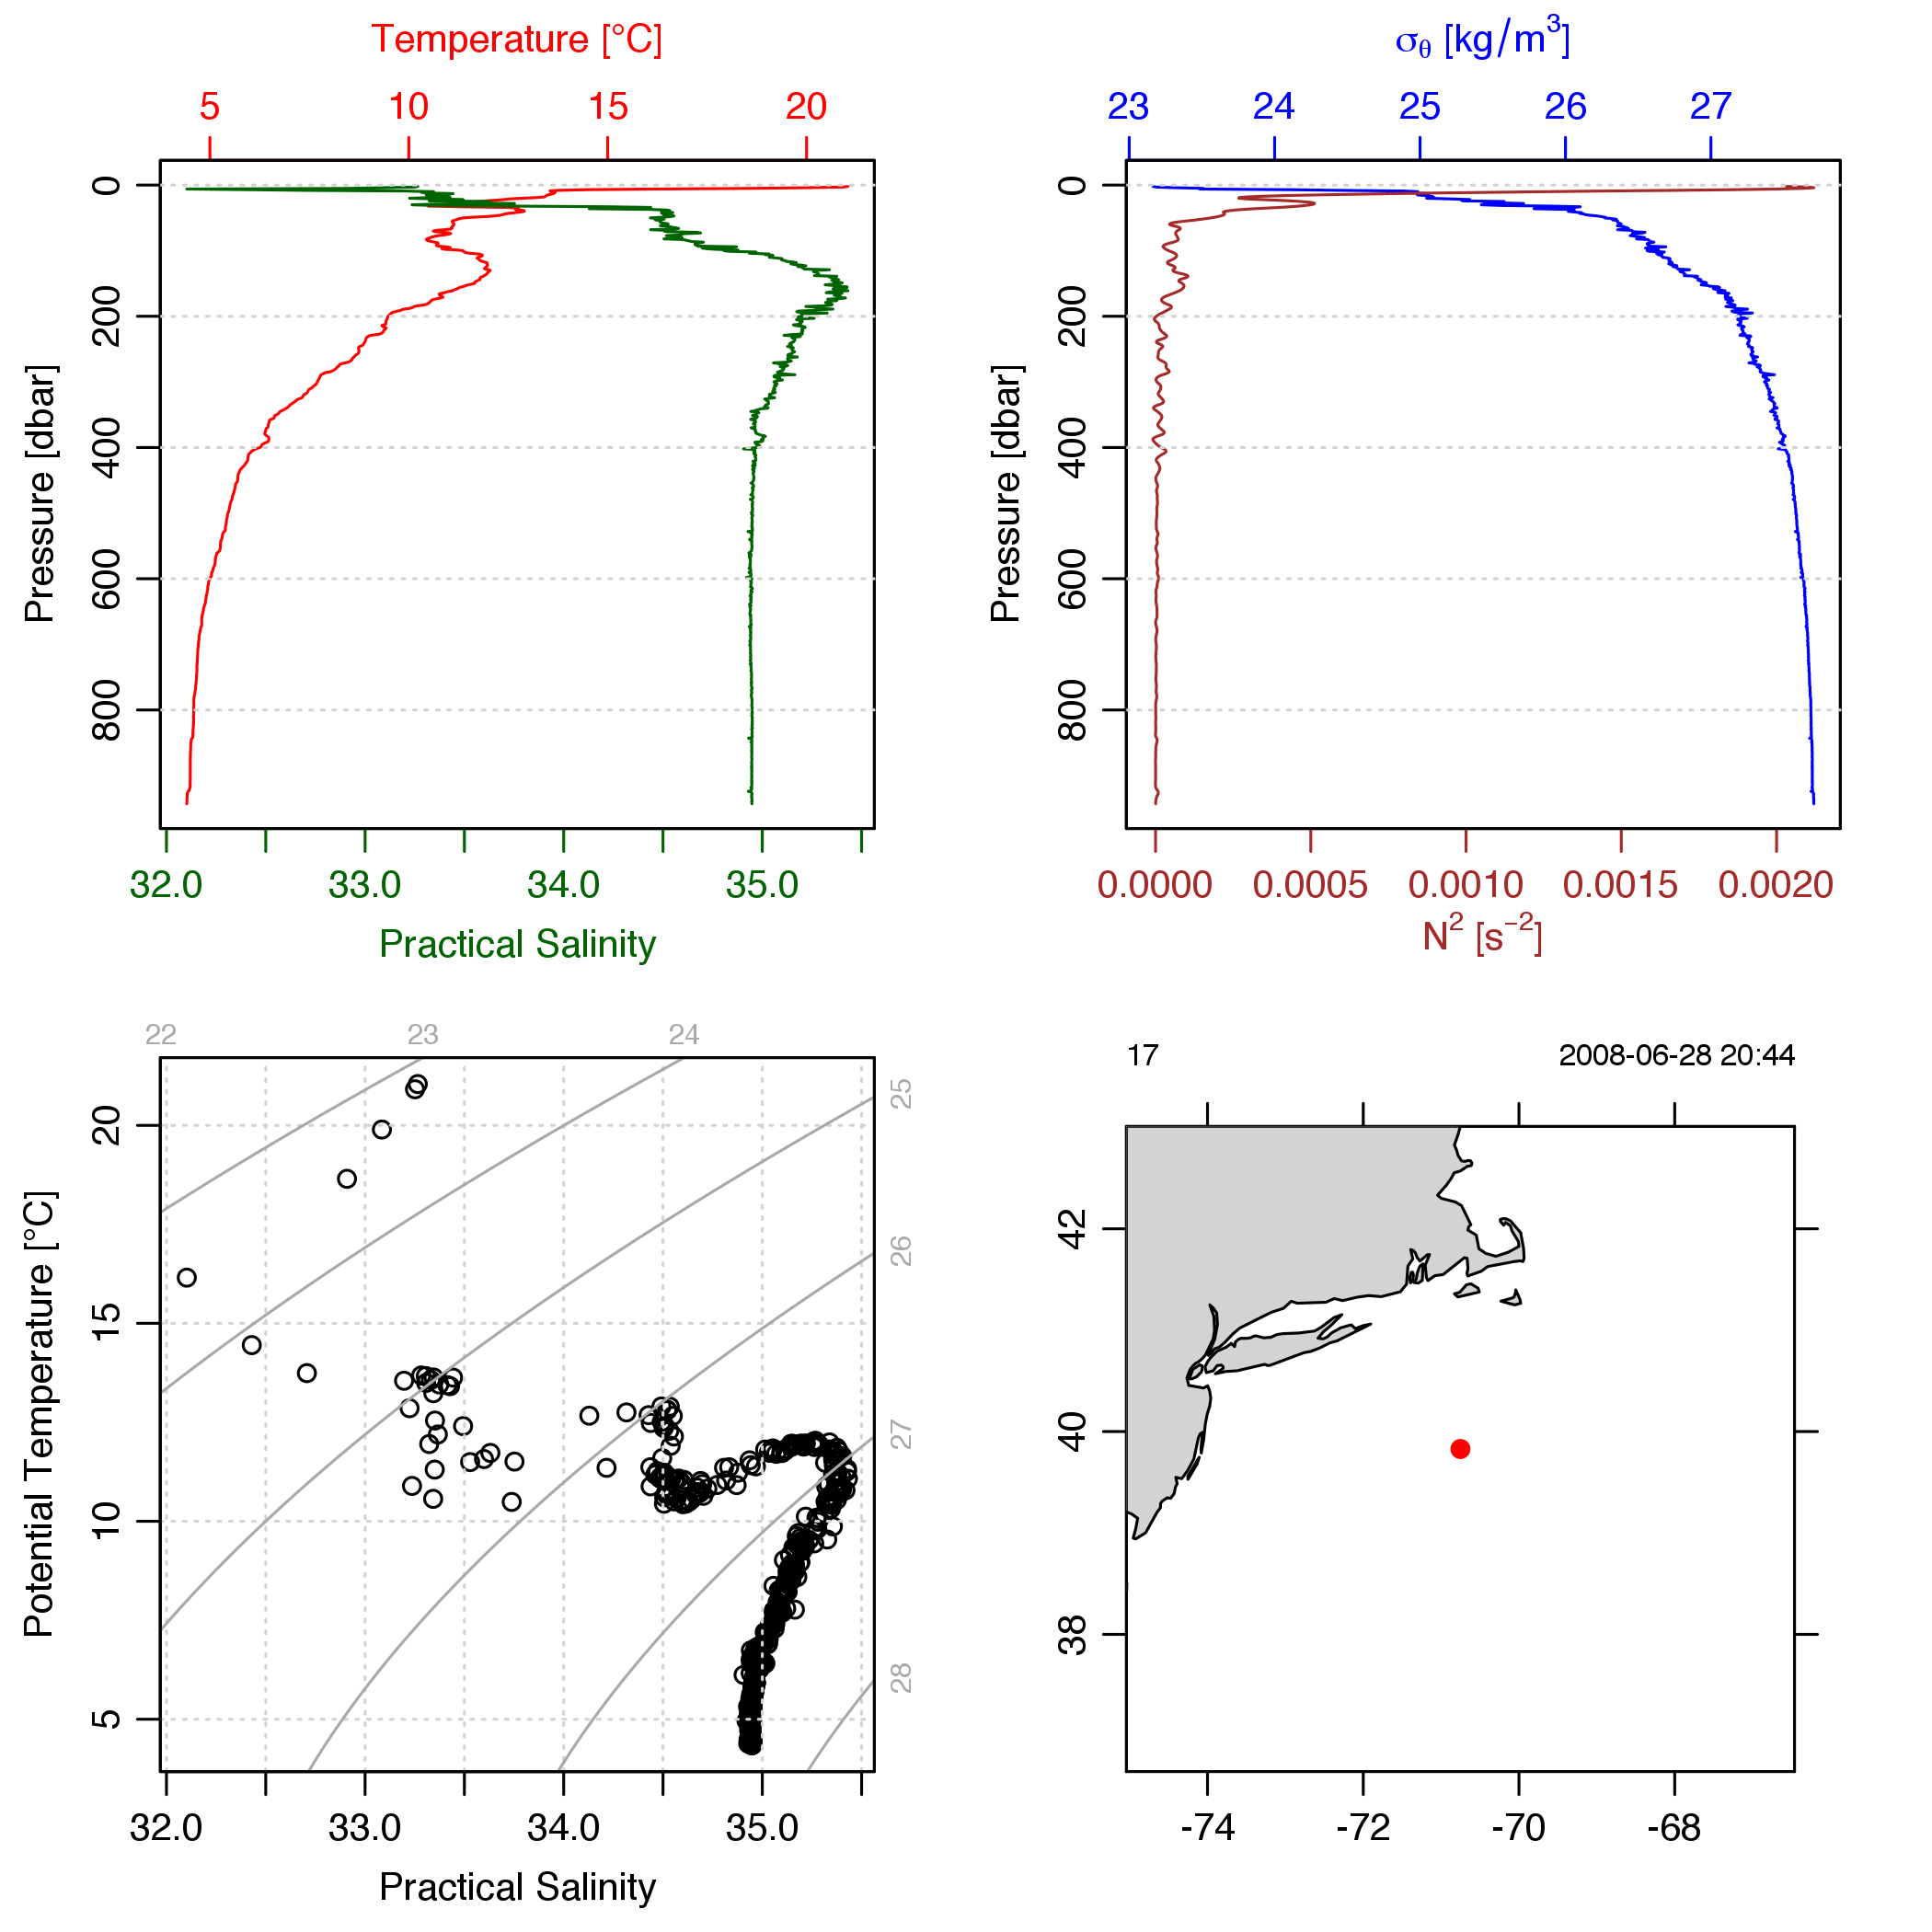 Temperature [°C]
5 10 15 20
Pressure [dbar]
0 200 400 600 800
32.0 33.0 34.0 35.0
Practical Salinity
σθ [kg/m³]
23 24 25 26 27
Pressure [dbar]
0 200 400 600 800
0.0000 0.0005 0.0010 0.0015 0.0020
N² [s⁻²]
22 23 24
25
26
27
28
Potential Temperature [°C]
5 10 15 20
32.0 33.0 34.0 35.0
Practical Salinity
17 2008-06-28 20:44
42
40
38
-74 -72 -70 -68